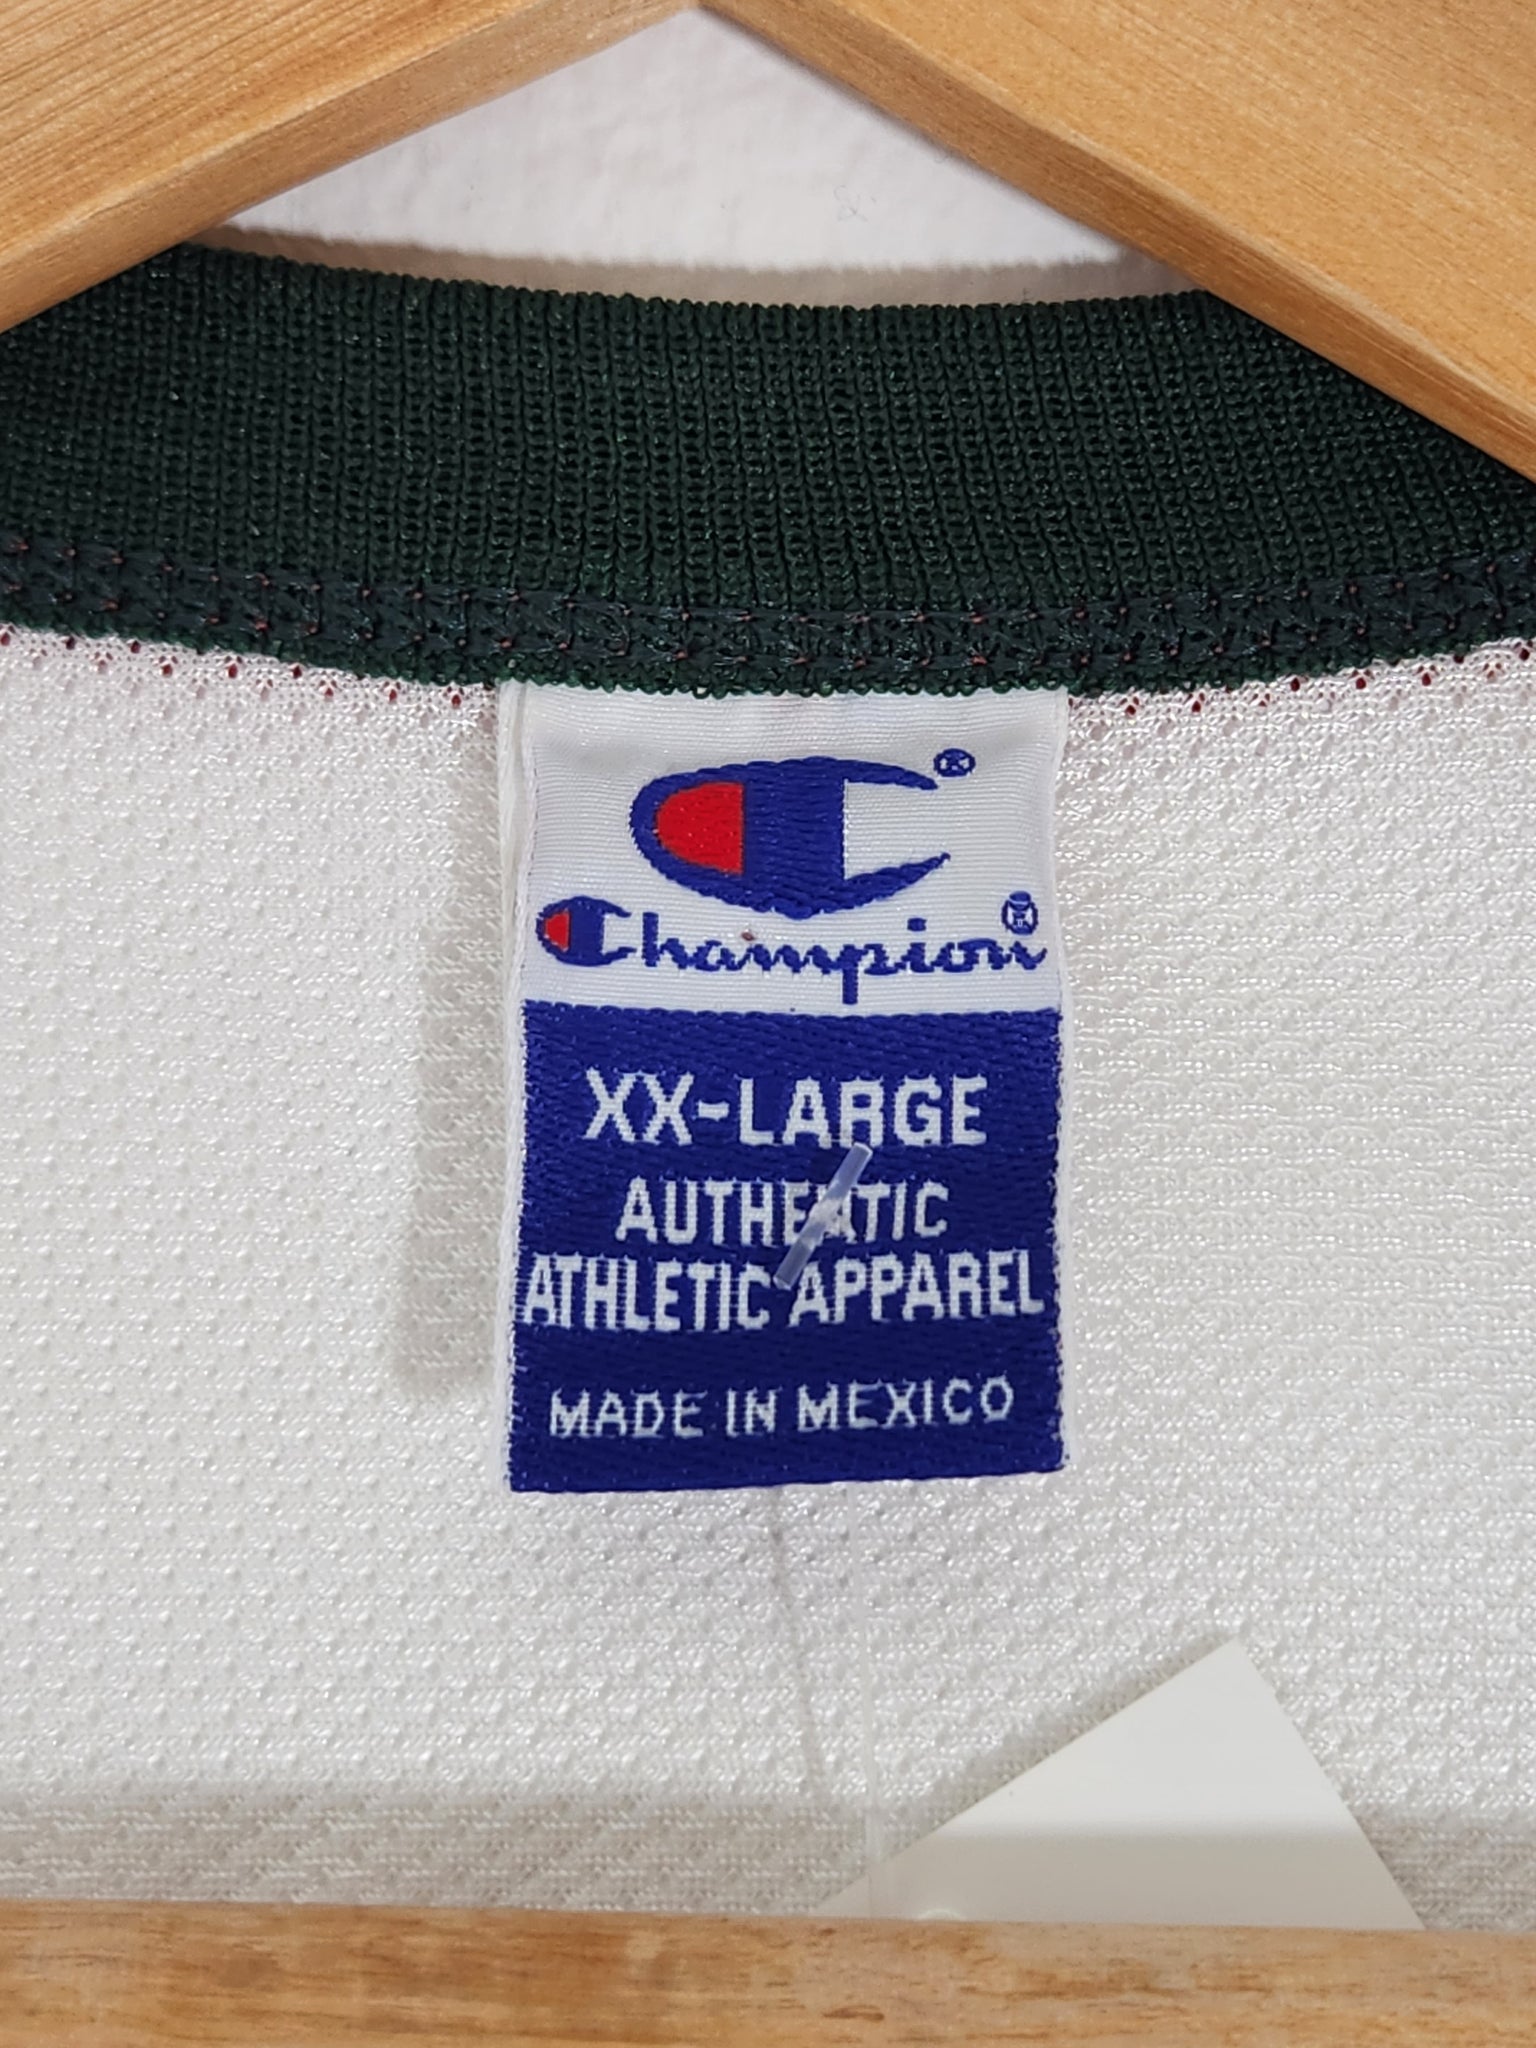 Champion
XX-LARGE
AUTHENTIC
ATHLETIC APPAREL
MADE IN MEXICO